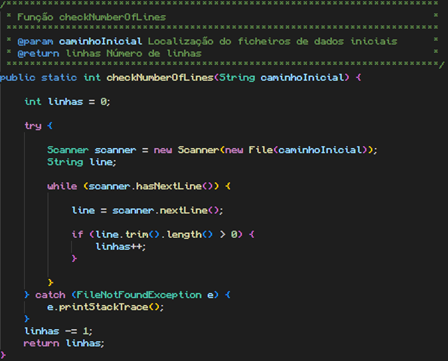 /************************************************************************
 * Função checkNumberOfLines                                            *
 ************************************************************************
 * @param caminhoInicial Localização do ficheiros de dados iniciais     *
 * @return linhas Número de linhas                                      *
 ************************************************************************/
public static int checkNumberOfLines(String caminhoInicial) {
int linhas = 0;
try {
Scanner scanner = new Scanner(new File(caminhoInicial));
String line;
while (scanner.hasNextLine()) {
line = scanner.nextLine();
if (line.trim().length() > 0) {
linhas++;
}
}
} catch (FileNotFoundException e) {
e.printStackTrace();
}
linhas -= 1;
return linhas;
}